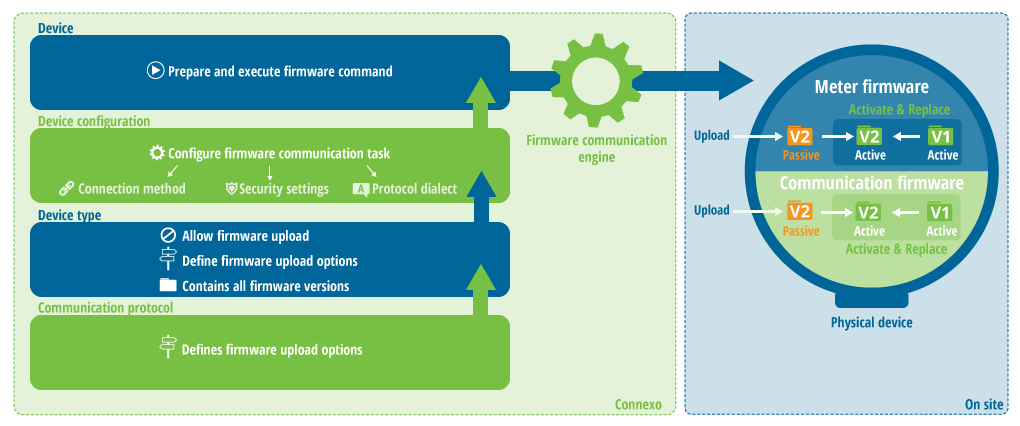 Device
Prepare and execute firmware command
Device configuration
Configure firmware communication task
Connection method
Security settings
A
Protocol dialect
Device type
Allow firmware upload
Define firmware upload options
Contains all firmware versions
Communication protocol
Defines firmware upload options
Firmware communication
engine
Connexo
Meter firmware
Activate & Replace
Upload
V2
V2
V1
Passive
Active
Active
Communication firmware
Upload
V2
V2
V1
Passive
Active
Active
Activate & Replace
Physical device
On site